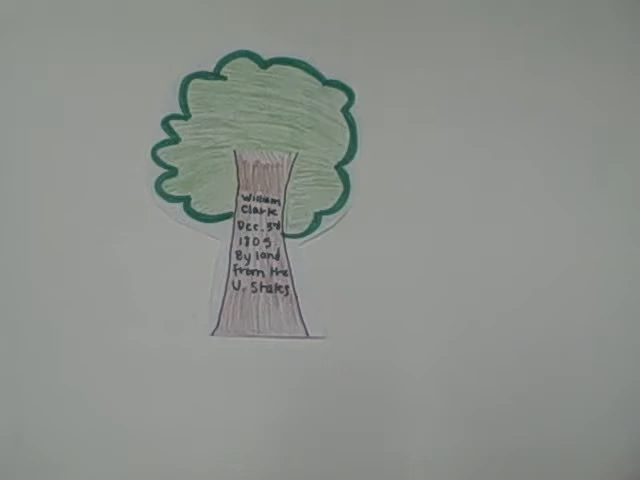 William
Clark
Dec. 3rd
1805
By land
from the
U. States